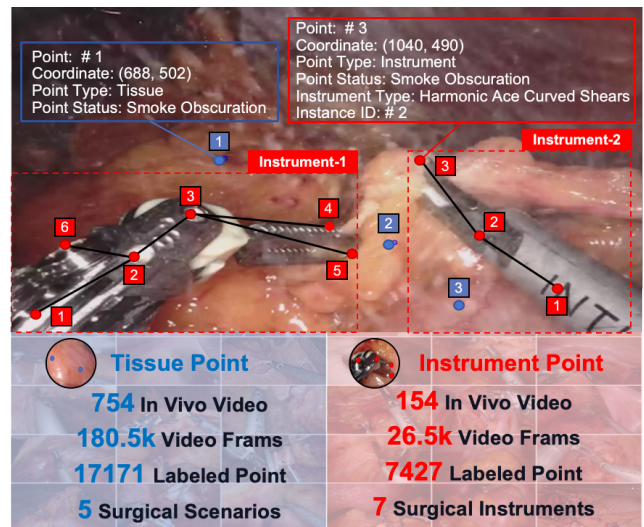 Point: # 1
Coordinate: (688, 502)
Point Type: Tissue
Point Status: Smoke Obscuration
Point: # 3
Coordinate: (1040, 490)
Point Type: Instrument
Point Status: Smoke Obscuration
Instrument Type: Harmonic Ace Curved Shears
Instance ID: # 2
1
Instrument-1
Instrument-2
3
3
4
6
2
2
2
5
3
1
1
INT
Tissue Point
754 In Vivo Video
180.5k Video Frams
17171 Labeled Point
5 Surgical Scenarios
Instrument Point
154 In Vivo Video
26.5k Video Frams
7427 Labeled Point
7 Surgical Instruments